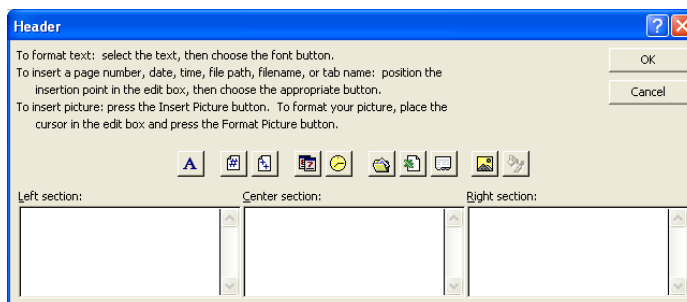 Header
To format text: select the text, then choose the font button.
To insert a page number, date, time, file path, filename, or tab name: position the
insertion point in the edit box, then choose the appropriate button.
To insert picture: press the Insert Picture button. To format your picture, place the
cursor in the edit box and press the Format Picture button.
OK
Cancel
A
Left section:
Center section:
Right section: